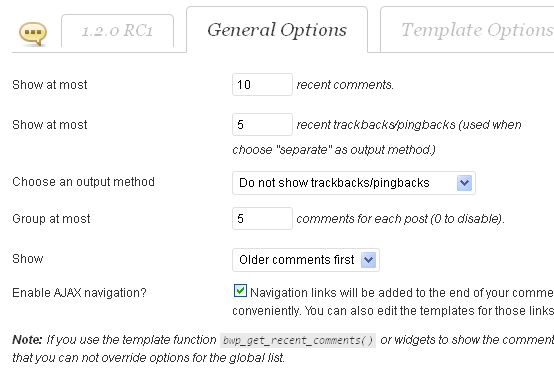 1.2.0 RC1 General Options Template Options
Show at most 10 recent comments.
Show at most 5 recent trackbacks/pingbacks (used when
choose "separate" as output method.)
Choose an output method Do not show trackbacks/pingbacks
Group at most 5 comments for each post (0 to disable).
Show Older comments first
Enable AJAX navigation? Navigation links will be added to the end of your comme
conveniently. You can also edit the templates for those links
Note: If you use the template function bwp_get_recent_comments() or widgets to show the comment
that you can not override options for the global list.